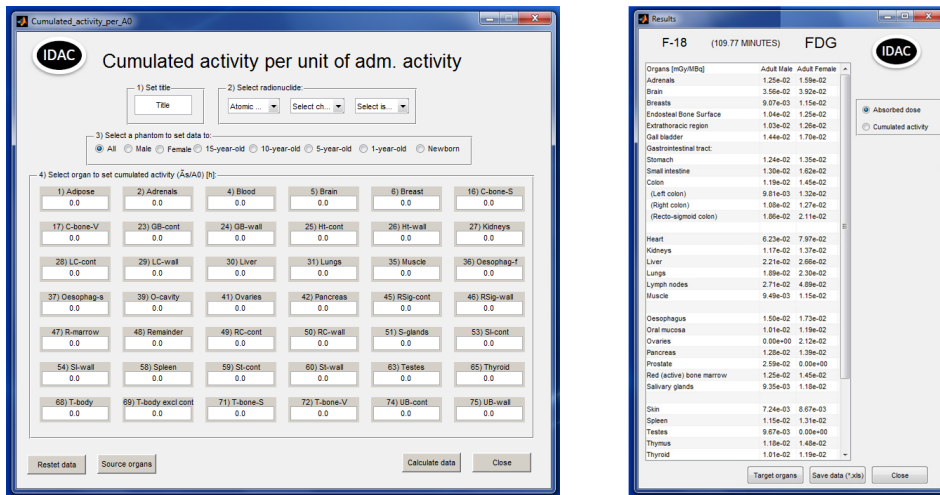 Cumulated_activity_per_A0
IDAC
Cumulated activity per unit of adm. activity
1) Set title
Title
2) Select radionuclide:
Atomic ... Select ch... Select is...
3) Select a phantom to set data to:
All Male Female 15-year-old 10-year-old 5-year-old 1-year-old Newborn
4) Select organ to set cumulated activity (Ãs/A0) [h]:
1) Adipose 2) Adrenals 4) Blood 5) Brain 6) Breast 16) C-bone-S
0.0 0.0 0.0 0.0 0.0 0.0
17) C-bone-V 23) GB-cont 24) GB-wall 25) Ht-cont 26) Ht-wall 27) Kidneys
0.0 0.0 0.0 0.0 0.0 0.0
28) LC-cont 29) LC-wall 30) Liver 31) Lungs 35) Muscle 36) Oesophag-f
0.0 0.0 0.0 0.0 0.0 0.0
37) Oesophag-s 39) O-cavity 41) Ovaries 42) Pancreas 45) RSig-cont 46) RSig-wall
0.0 0.0 0.0 0.0 0.0 0.0
47) R-marrow 48) Remainder 49) RC-cont 50) RC-wall 51) S-glands 53) SI-cont
0.0 0.0 0.0 0.0 0.0 0.0
54) SI-wall 58) Spleen 59) St-cont 60) St-wall 63) Testes 65) Thyroid
0.0 0.0 0.0 0.0 0.0 0.0
68) T-body 69) T-body excl cont 71) T-bone-S 72) T-bone-V 74) UB-cont 75) UB-wall
0.0 0.0 0.0 0.0 0.0 0.0
Restet data Source organs Calculate data Close
Results
F-18 (109.77 MINUTES) FDG
IDAC
Organs [mGy/MBq] Adult Male Adult Female
Adrenals 1.25e-02 1.59e-02
Brain 3.56e-02 3.92e-02
Breasts 9.07e-03 1.15e-02
Endosteal Bone Surface 1.04e-02 1.25e-02
Extrathoracic region 1.03e-02 1.26e-02
Gall bladder 1.44e-02 1.70e-02
Gastrointestinal tract:
Stomach 1.24e-02 1.35e-02
Small intestine 1.30e-02 1.62e-02
Colon 1.19e-02 1.45e-02
(Left colon) 9.81e-03 1.32e-02
(Right colon) 1.08e-02 1.27e-02
(Recto-sigmoid colon) 1.86e-02 2.11e-02
Heart 6.23e-02 7.97e-02
Kidneys 1.17e-02 1.37e-02
Liver 2.21e-02 2.66e-02
Lungs 1.89e-02 2.30e-02
Lymph nodes 2.71e-02 4.89e-02
Muscle 9.49e-03 1.15e-02
Oesophagus 1.50e-02 1.73e-02
Oral mucosa 1.01e-02 1.19e-02
Ovaries 0.00e+00 2.12e-02
Pancreas 1.28e-02 1.39e-02
Prostate 2.59e-02 0.00e+00
Red (active) bone marrow 1.25e-02 1.45e-02
Salivary glands 9.35e-03 1.18e-02
Skin 7.24e-03 8.67e-03
Spleen 1.15e-02 1.31e-02
Testes 9.67e-03 0.00e+00
Thymus 1.18e-02 1.48e-02
Thyroid 1.01e-02 1.19e-02
Absorbed dose
Cumulated activity
Target organs Save data (*.xls) Close